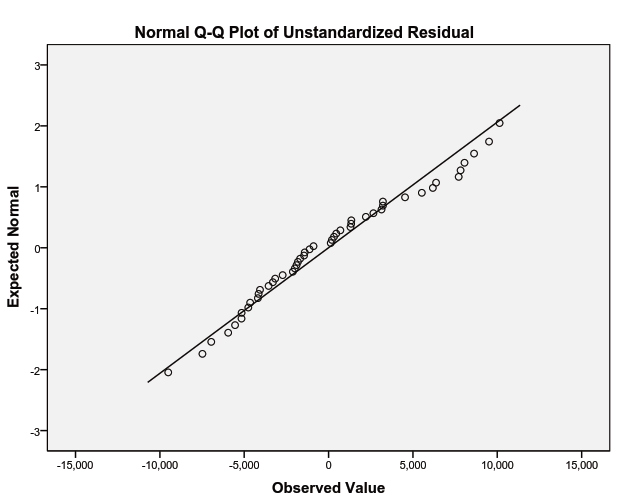 Normal Q-Q Plot of Unstandardized Residual
3
2
1
0
-1
-2
-3
Expected Normal
-15,000 -10,000 -5,000 0 5,000 10,000 15,000
Observed Value